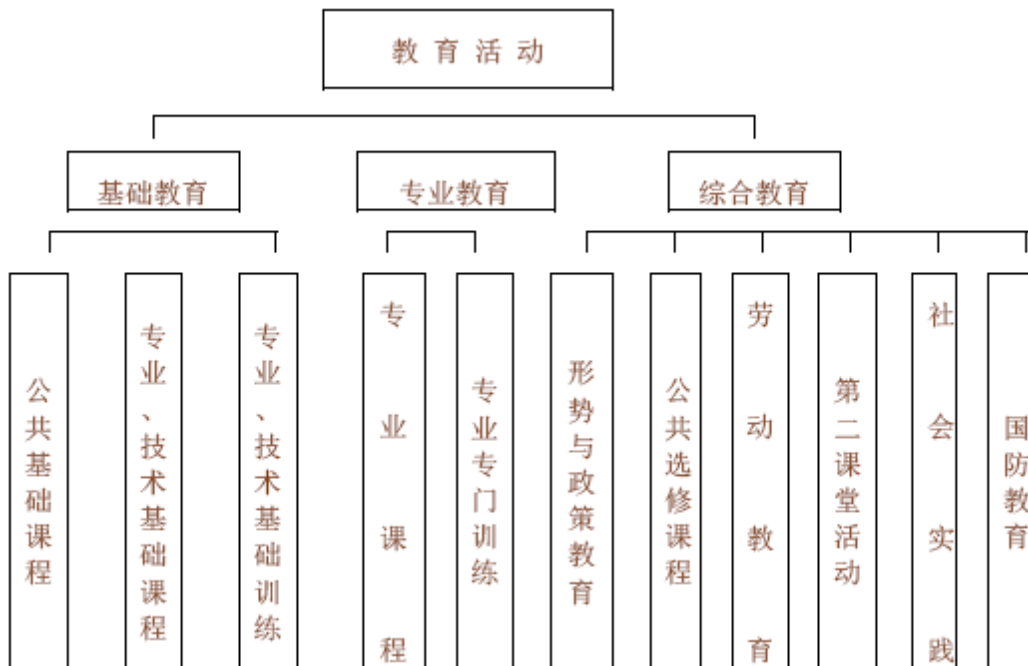 教育活动
基础教育
专业教育
综合教育
公共基础课程
专业、技术基础课程
专业、技术基础训练
专业课程
专业专门训练
形势与政策教育
公共选修课程
劳动教育
第二课堂活动
社会实践
国防教育